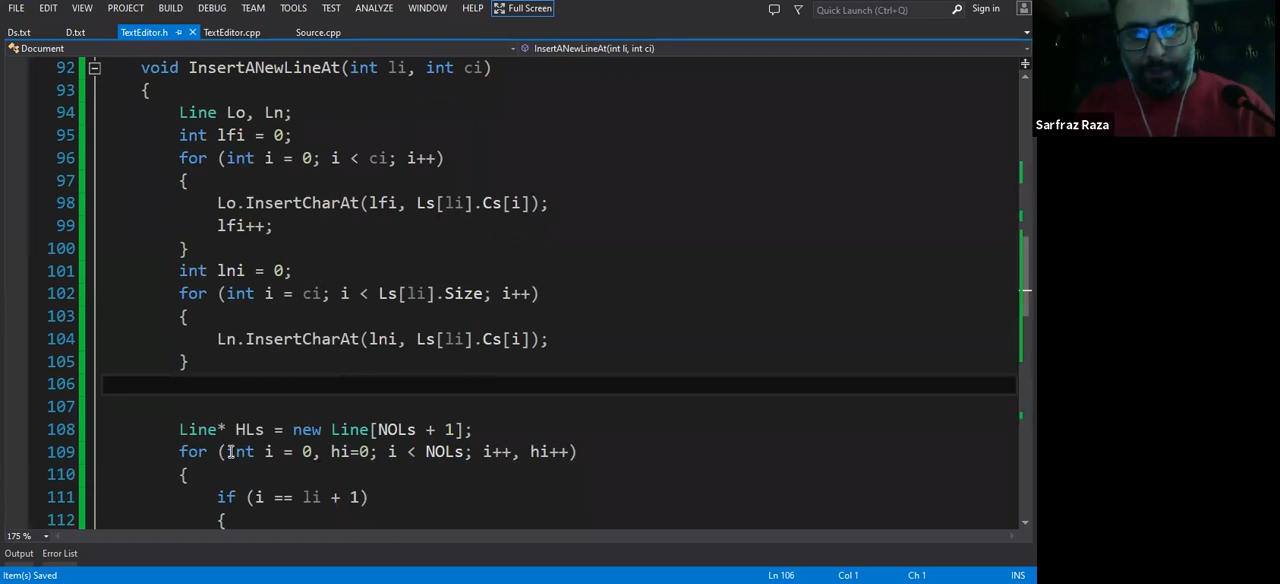 FILE EDIT VIEW PROJECT BUILD DEBUG TEAM TOOLS TEST ANALYZE WINDOW HELP Full Screen Quick Launch (Ctrl+Q) Sign in
Ds.txt D.txt TextEditor.h TextEditor.cpp Source.cpp
Document InsertANewLineAt(int li, int ci)
92 void InsertANewLineAt(int li, int ci)
93 {
94 Line Lo, Ln;
95 int lfi = 0;
96 for (int i = 0; i < ci; i++)
97 {
98 Lo.InsertCharAt(lfi, Ls[li].Cs[i]);
99 lfi++;
100 }
101 int lni = 0;
102 for (int i = ci; i < Ls[li].Size; i++)
103 {
104 Ln.InsertCharAt(lni, Ls[li].Cs[i]);
105 }
106
107
108 Line* HLs = new Line[NOLs + 1];
109 for (int i = 0, hi=0; i < NOLs; i++, hi++)
110 {
111 if (i == li + 1)
112 {
175 %
Output Error List
Item(s) Saved Ln 106 Col 1 Ch 1 INS
Sarfraz Raza